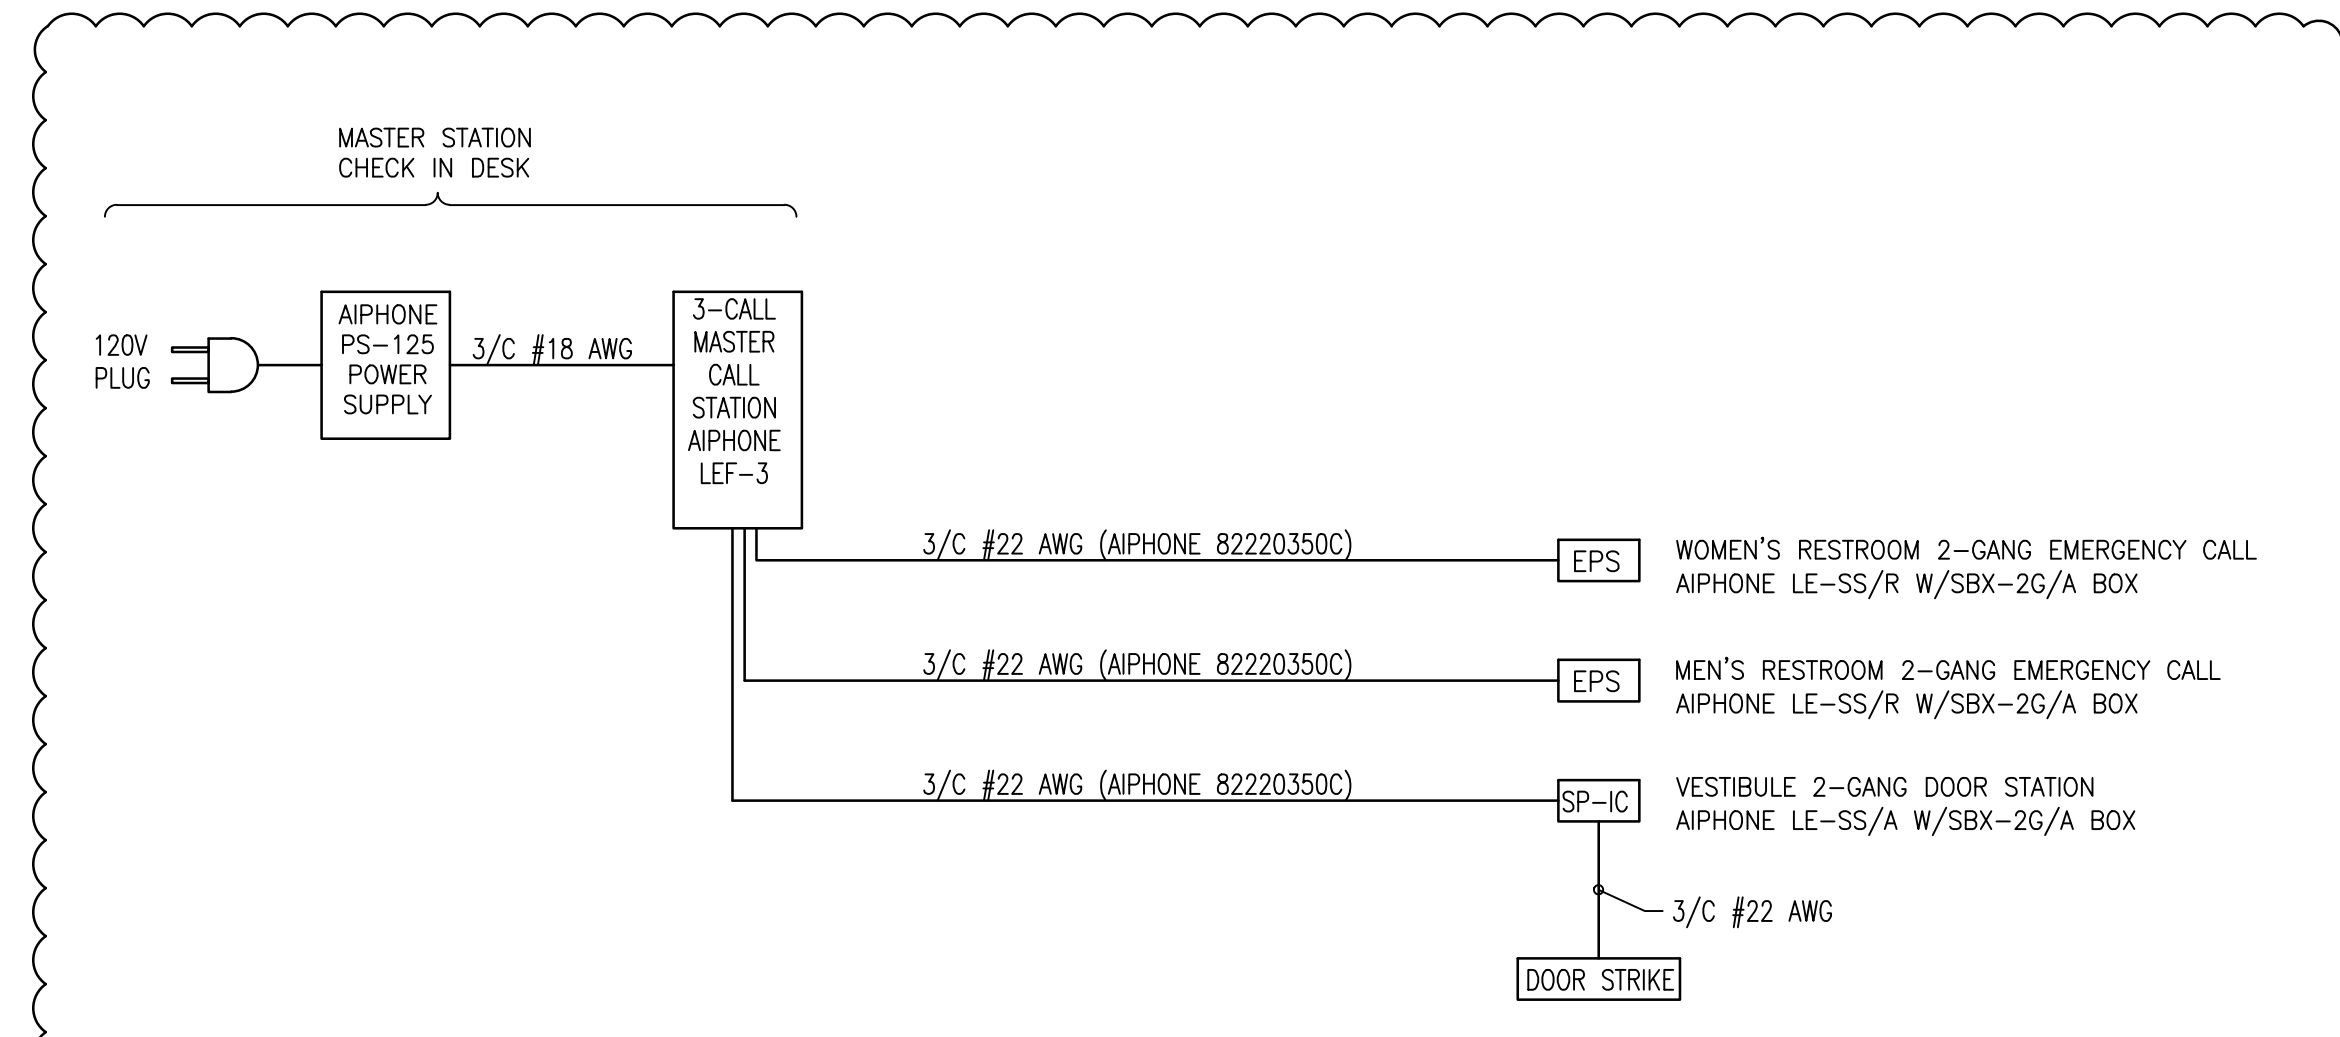 MASTER STATION
CHECK IN DESK
120V
PLUG
AIPHONE
PS-125
POWER
SUPPLY
3/C #18 AWG
3-CALL
MASTER
CALL
STATION
AIPHONE
LEF-3
3/C #22 AWG (AIPHONE 82220350C)
EPS
WOMEN'S RESTROOM 2-GANG EMERGENCY CALL
AIPHONE LE-SS/R W/SBX-2G/A BOX
3/C #22 AWG (AIPHONE 82220350C)
EPS
MEN'S RESTROOM 2-GANG EMERGENCY CALL
AIPHONE LE-SS/R W/SBX-2G/A BOX
3/C #22 AWG (AIPHONE 82220350C)
SP-IC
VESTIBULE 2-GANG DOOR STATION
AIPHONE LE-SS/A W/SBX-2G/A BOX
3/C #22 AWG
DOOR STRIKE